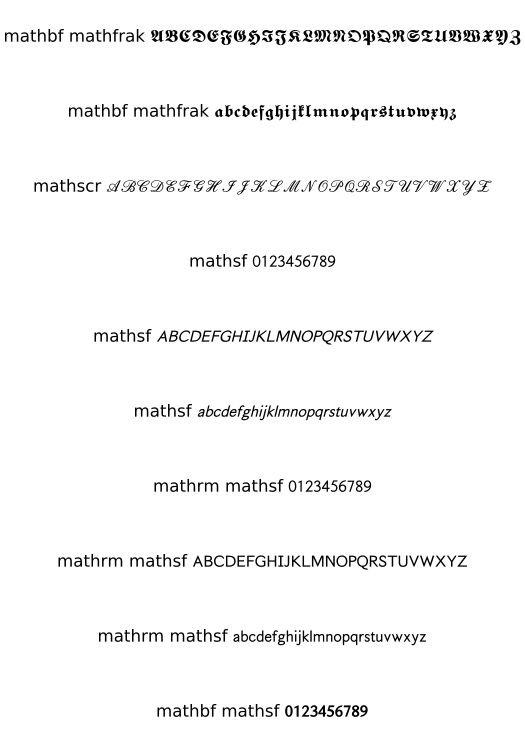 mathbf mathfrak 𝕬𝕭𝕮𝕯𝕰𝕱𝕲𝕳𝕴𝕵𝕶𝕷𝕸𝕹𝕺𝕻𝕼𝕽𝕾𝕿𝖀𝖁𝖂𝖃𝖄𝖅
mathbf mathfrak 𝖆𝖇𝖈𝖉𝖊𝖋𝖌𝖍𝖎𝖏𝖐𝖑𝖒𝖓𝖔𝖕𝖖𝖗𝖘𝖙𝖚𝖛𝖜𝖝𝖞𝖟
mathscr 𝒜ℬ𝒞𝒟ℰℱ𝒢ℋℐ𝒥𝒦ℒℳ𝒩𝒪𝒫𝒬ℛ𝒮𝒯𝒰𝒱𝒲𝒳𝒴𝒵
mathsf 0123456789
mathsf 𝘈𝘉𝘊𝘋𝘌𝘍𝘎𝘏𝘐𝘑𝘒𝘓𝘔𝘕𝘖𝘗𝘘𝘙𝘚𝘛𝘜𝘝𝘞𝘟𝘠𝘡
mathsf 𝘢𝘣𝘤𝘥𝘦𝘧𝘨𝘩𝘪𝘫𝘬𝘭𝘮𝘯𝘰𝘱𝘲𝘳𝘴𝘵𝘶𝘷𝘸𝘹𝘺𝘻
mathrm mathsf 0123456789
mathrm mathsf ABCDEFGHIJKLMNOPQRSTUVWXYZ
mathrm mathsf abcdefghijklmnopqrstuvwxyz
mathbf mathsf 0123456789